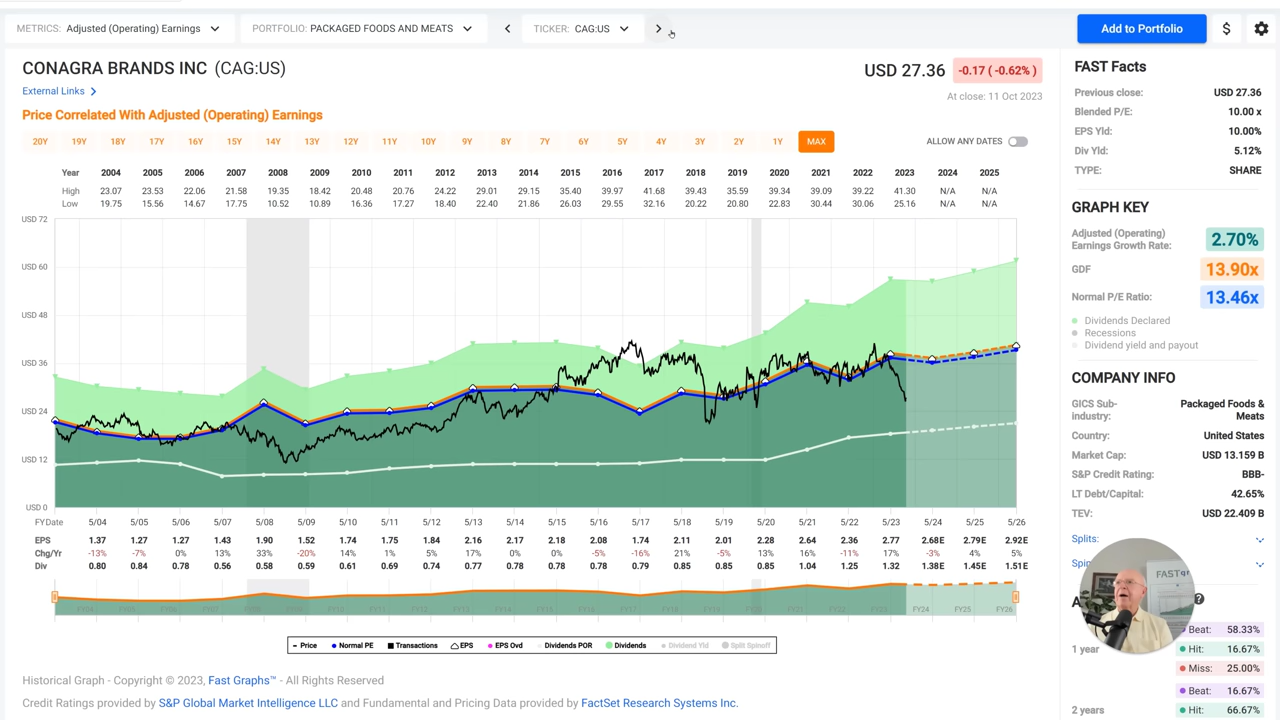 METRICS: Adjusted (Operating) Earnings
PORTFOLIO: PACKAGED FOODS AND MEATS
TICKER: CAG:US
Add to Portfolio
$
CONAGRA BRANDS INC (CAG:US)
USD 27.36 -0.17 ( -0.62% )
External Links
At close: 11 Oct 2023
Price Correlated With Adjusted (Operating) Earnings
20Y 19Y 18Y 17Y 16Y 15Y 14Y 13Y 12Y 11Y 10Y 9Y 8Y 7Y 6Y 5Y 4Y 3Y 2Y 1Y MAX
ALLOW ANY DATES
Year 2004 2005 2006 2007 2008 2009 2010 2011 2012 2013 2014 2015 2016 2017 2018 2019 2020 2021 2022 2023 2024 2025
High 23.07 23.53 22.06 21.58 19.35 18.42 20.48 20.76 24.22 29.01 29.15 35.40 39.97 41.68 39.43 35.59 39.34 39.09 39.22 41.30 N/A N/A
Low 19.75 15.56 14.67 17.75 10.52 10.89 16.36 17.27 18.40 22.40 21.86 26.03 29.55 32.16 20.22 20.80 22.83 30.44 30.06 25.16 N/A N/A
USD 72
USD 60
USD 48
USD 36
USD 24
USD 12
USD 0
FYDate 5/04 5/05 5/06 5/07 5/08 5/09 5/10 5/11 5/12 5/13 5/14 5/15 5/16 5/17 5/18 5/19 5/20 5/21 5/22 5/23 5/24 5/25 5/26
EPS 1.37 1.27 1.27 1.43 1.90 1.52 1.74 1.75 1.84 2.16 2.17 2.18 2.08 1.74 2.11 2.01 2.28 2.64 2.36 2.77 2.68E 2.79E 2.92E
Chg/Yr -13% -7% 0% 13% 33% -20% 14% 1% 5% 17% 0% 0% -5% -16% 21% -5% 13% 16% -11% 17% -3% 4% 5%
Div 0.80 0.84 0.78 0.56 0.58 0.59 0.61 0.69 0.74 0.77 0.78 0.78 0.78 0.79 0.85 0.85 0.85 1.04 1.25 1.32 1.38E 1.45E 1.51E
FY04 FY05 FY06 FY07 FY08 FY09 FY10 FY11 FY12 FY13 FY14 FY15 FY16 FY17 FY18 FY19 FY20 FY21 FY22 FY23 FY24 FY25 FY26
Price Normal PE Transactions EPS EPS Ovd Dividends POR Dividends Dividend Yld Split Spinoff
Historical Graph - Copyright © 2023, Fast Graphs™ - All Rights Reserved
Credit Ratings provided by S&P Global Market Intelligence LLC and Fundamental and Pricing Data provided by FactSet Research Systems Inc.
FAST Facts
Previous close: USD 27.36
Blended P/E: 10.00 x
EPS Yld: 10.00%
Div Yld: 5.12%
TYPE: SHARE
GRAPH KEY
Adjusted (Operating)
Earnings Growth Rate: 2.70%
GDF 13.90x
Normal P/E Ratio: 13.46x
Dividends Declared
Recessions
Dividend yield and payout
COMPANY INFO
GICS Sub-
industry: Packaged Foods &
Meats
Country: United States
Market Cap: USD 13.159 B
S&P Credit Rating: BBB-
LT Debt/Capital: 42.65%
TEV: USD 22.409 B
Splits:
FAST
Beat: 58.33%
1 year Hit: 16.67%
Miss: 25.00%
Beat: 16.67%
2 years Hit: 66.67%